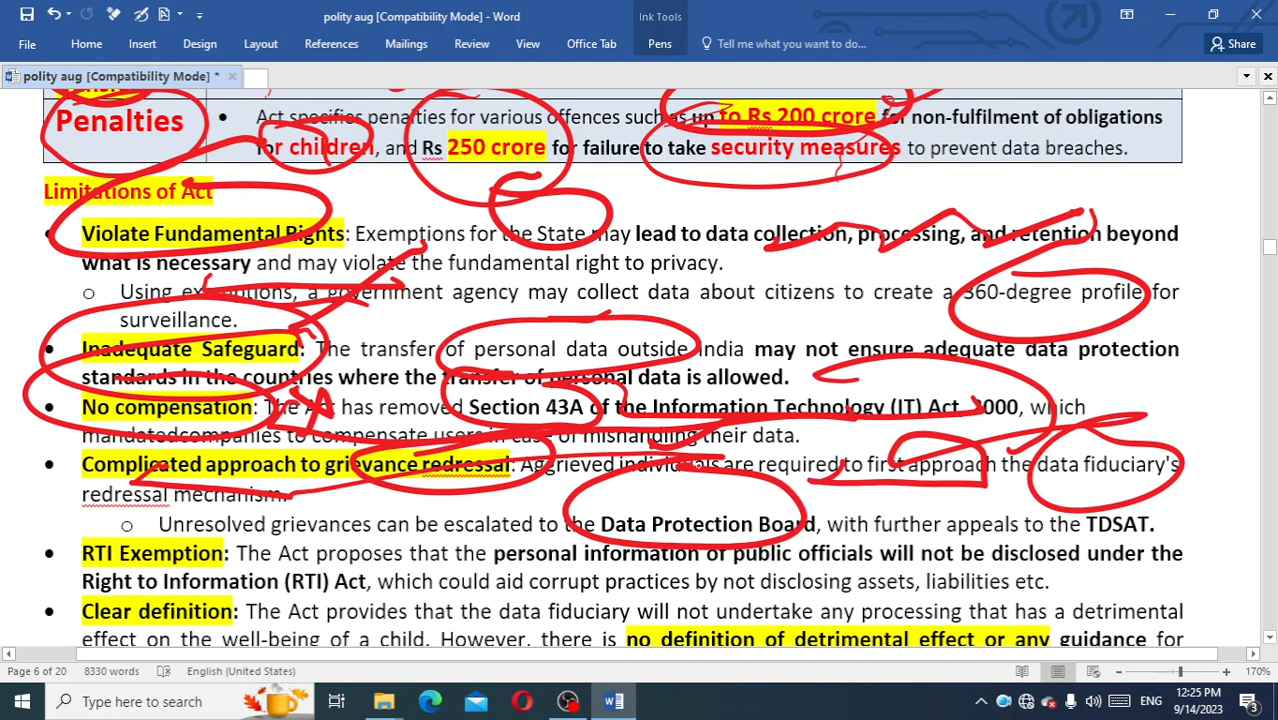 polity aug [Compatibility Mode] - Word
Ink Tools
File Home Insert Design Layout References Mailings Review View Office Tab Pens Tell me what you want to do... Share
polity aug [Compatibility Mode] *
Penalties
• Act specifies penalties for various offences such as up to Rs 200 crore for non-fulfilment of obligations
for children, and Rs 250 crore for failure to take security measures to prevent data breaches.
Limitations of Act
• Violate Fundamental Rights: Exemptions for the State may lead to data collection, processing, and retention beyond
what is necessary and may violate the fundamental right to privacy.
o Using exemptions, a government agency may collect data about citizens to create a 360-degree profile for
surveillance.
• Inadequate Safeguard: The transfer of personal data outside India may not ensure adequate data protection
standards in the countries where the transfer of personal data is allowed.
• No compensation: The Act has removed Section 43A of the Information Technology (IT) Act, 2000, which
mandatedcompanies to compensate users in case of mishandling their data.
• Complicated approach to grievance redressal: Aggrieved individuals are required to first approach the data fiduciary's
redressal mechanism.
o Unresolved grievances can be escalated to the Data Protection Board, with further appeals to the TDSAT.
• RTI Exemption: The Act proposes that the personal information of public officials will not be disclosed under the
Right to Information (RTI) Act, which could aid corrupt practices by not disclosing assets, liabilities etc.
• Clear definition: The Act provides that the data fiduciary will not undertake any processing that has a detrimental
effect on the well-being of a child. However, there is no definition of detrimental effect or any guidance for
Page 6 of 20 8330 words English (United States) 170%
Type here to search ENG 12:25 PM
9/14/2023 3